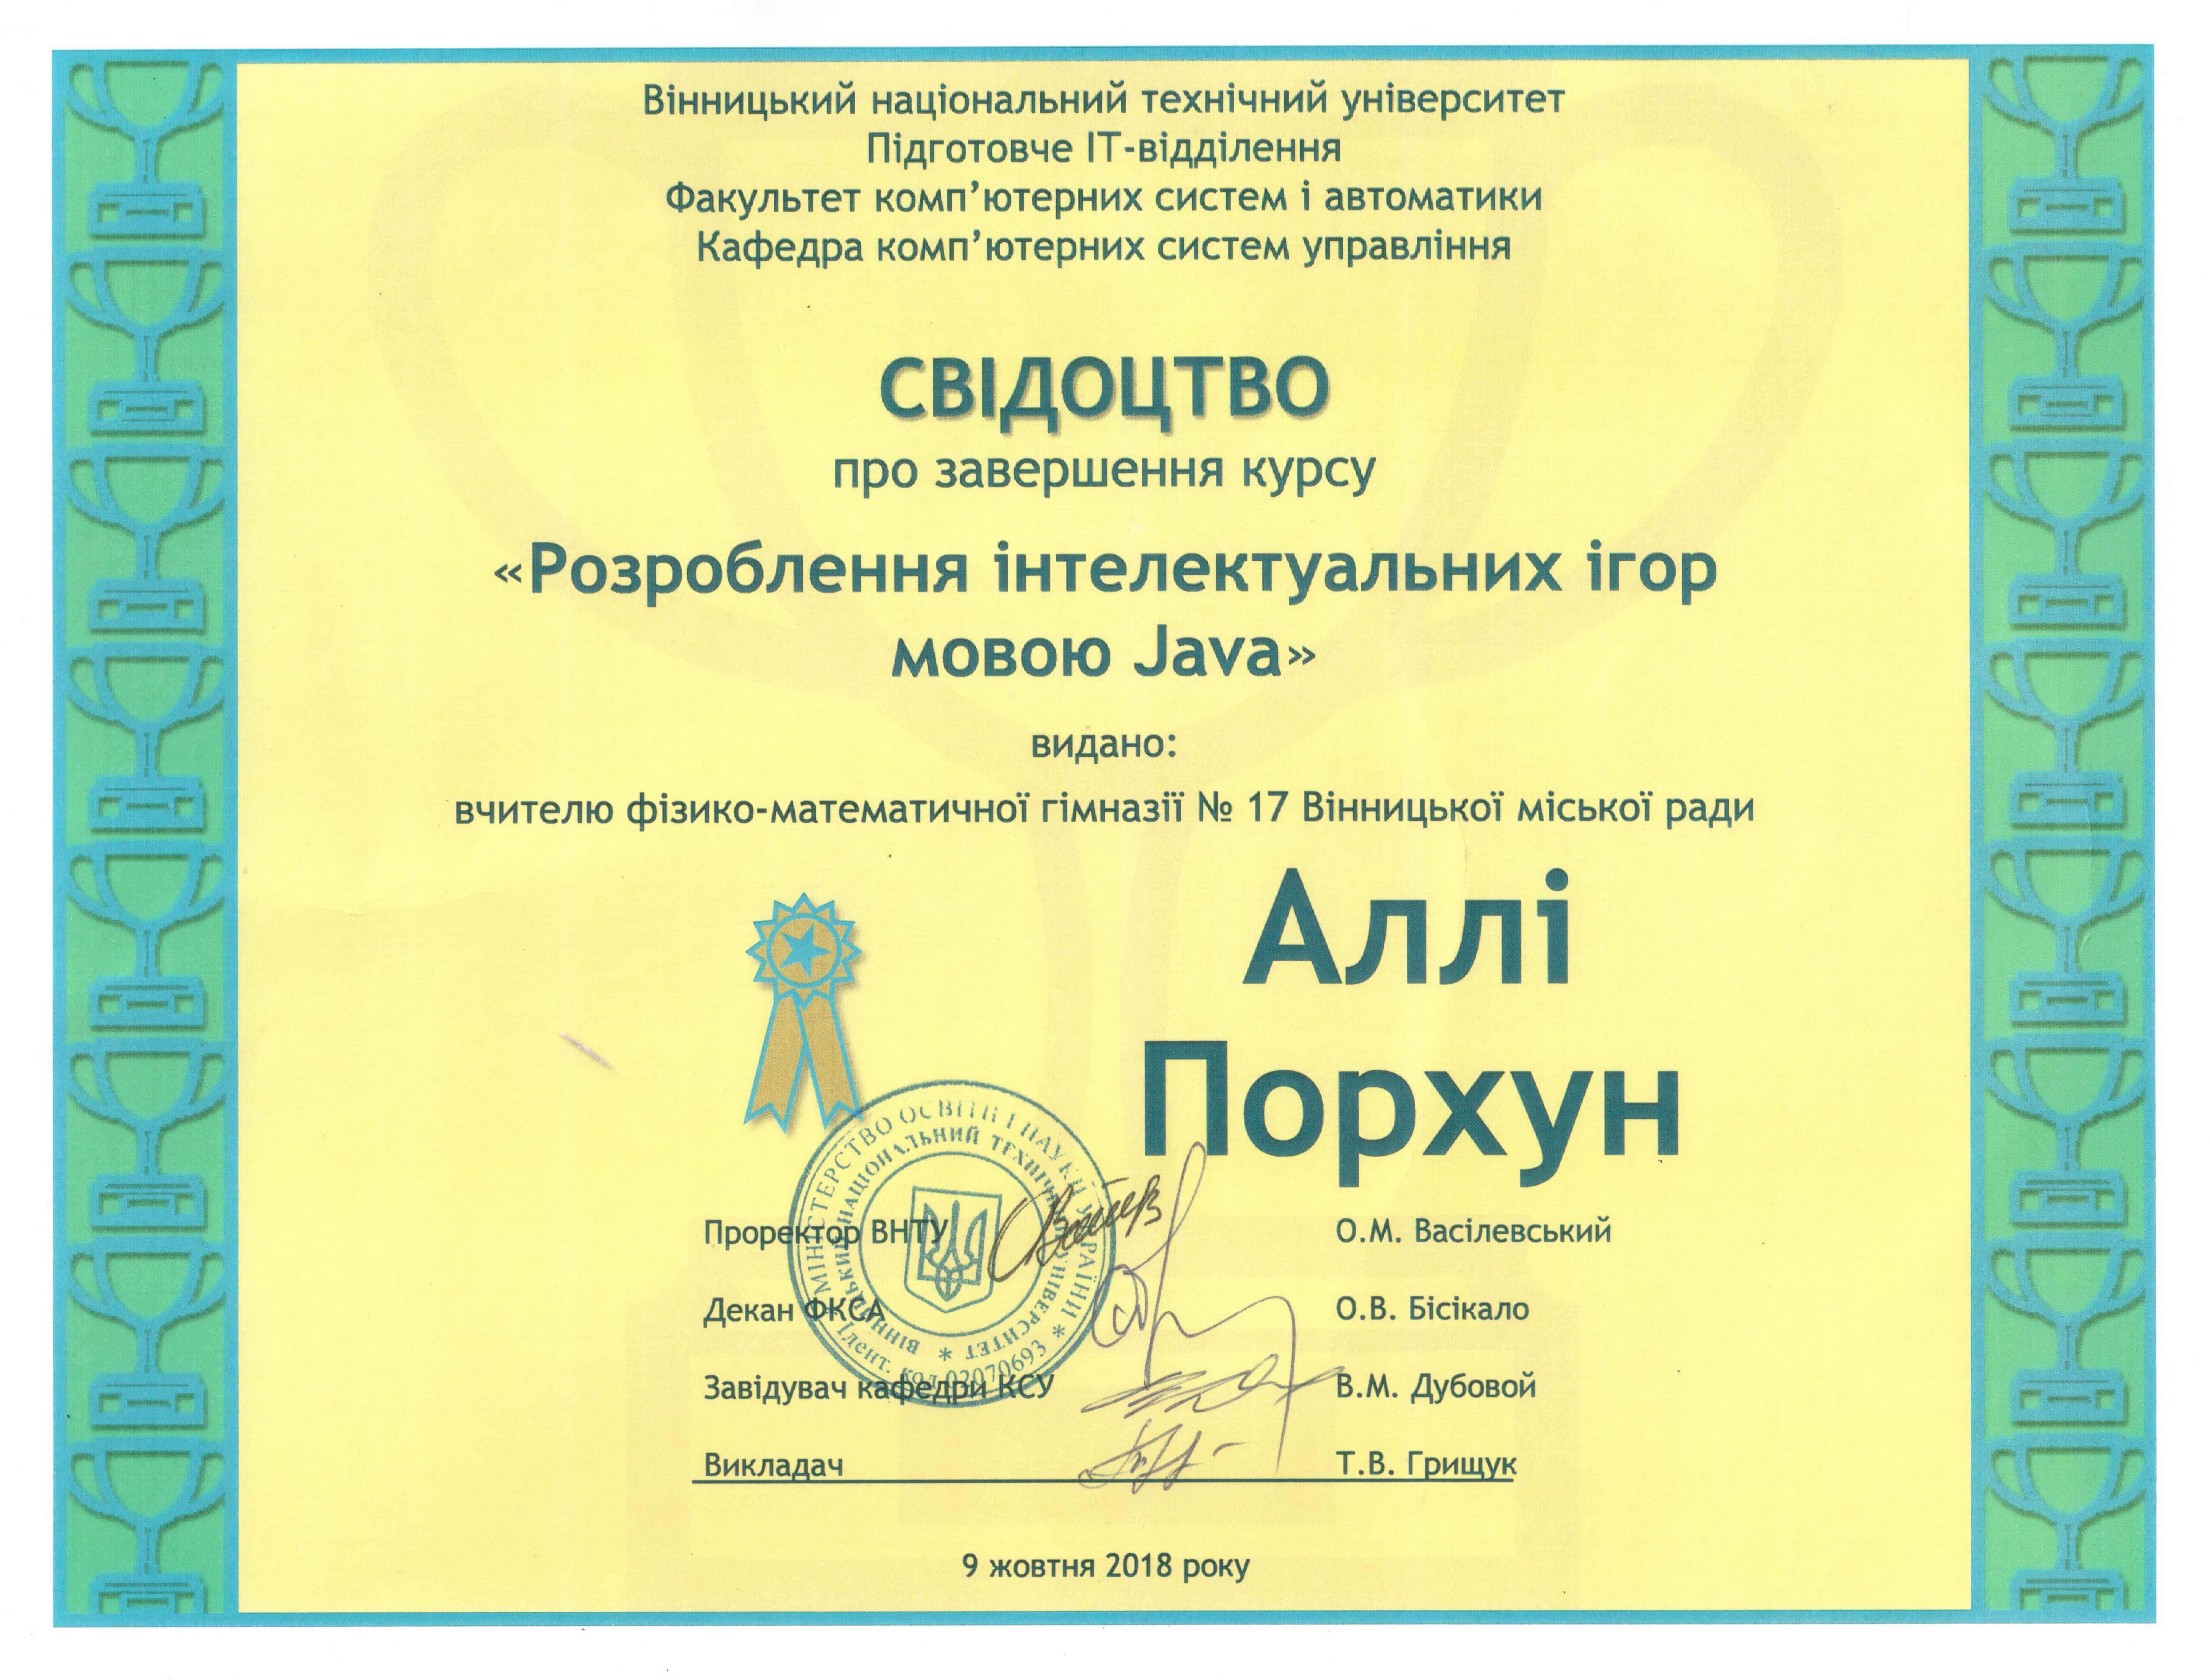 Вінницький національний технічний університет
Підготовче ІТ-відділення
Факультет комп’ютерних систем і автоматики
Кафедра комп’ютерних систем управління
СВІДОЦТВО
про завершення курсу
«Розроблення інтелектуальних ігор
мовою Java»
видано:
вчителю фізико-математичної гімназії № 17 Вінницької міської ради
Аллі
Порхун
МІНІСТЕРСТВО ОСВІТИ І НАУКИ УКРАЇНИ * Ідент. код 02070693 *
ВІННИЦЬКИЙ НАЦІОНАЛЬНИЙ ТЕХНІЧНИЙ УНІВЕРСИТЕТ *
Проректор ВНТУ О.М. Васілевський
Декан ФКСА О.В. Бісікало
Завідувач кафедри КСУ В.М. Дубовой
Викладач Т.В. Грищук
9 жовтня 2018 року